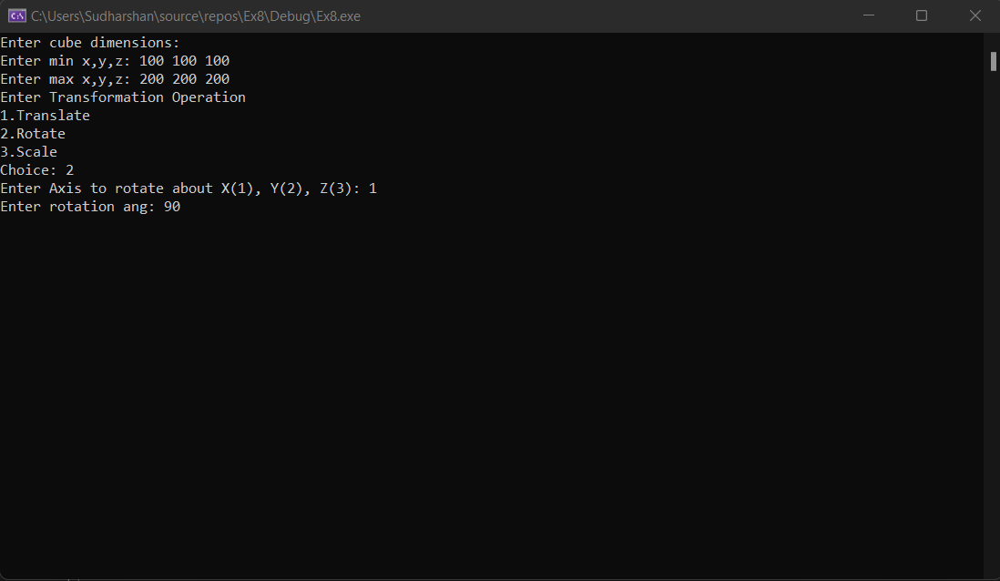 C:\Users\Sudharshan\source\repos\Ex8\Debug\Ex8.exe
Enter cube dimensions:
Enter min x,y,z: 100 100 100
Enter max x,y,z: 200 200 200
Enter Transformation Operation
1.Translate
2.Rotate
3.Scale
Choice: 2
Enter Axis to rotate about X(1), Y(2), Z(3): 1
Enter rotation ang: 90